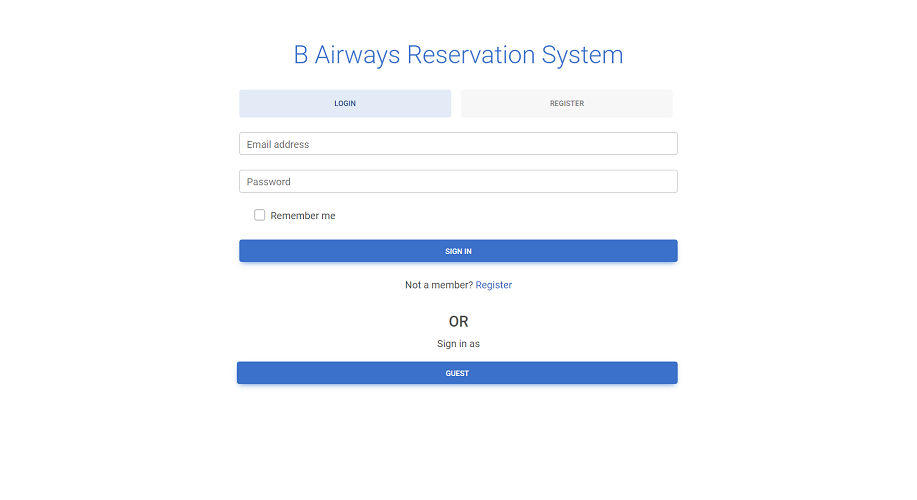 B Airways Reservation System
LOGIN
REGISTER
Email address
Password
Remember me
SIGN IN
Not a member? Register
OR
Sign in as
GUEST